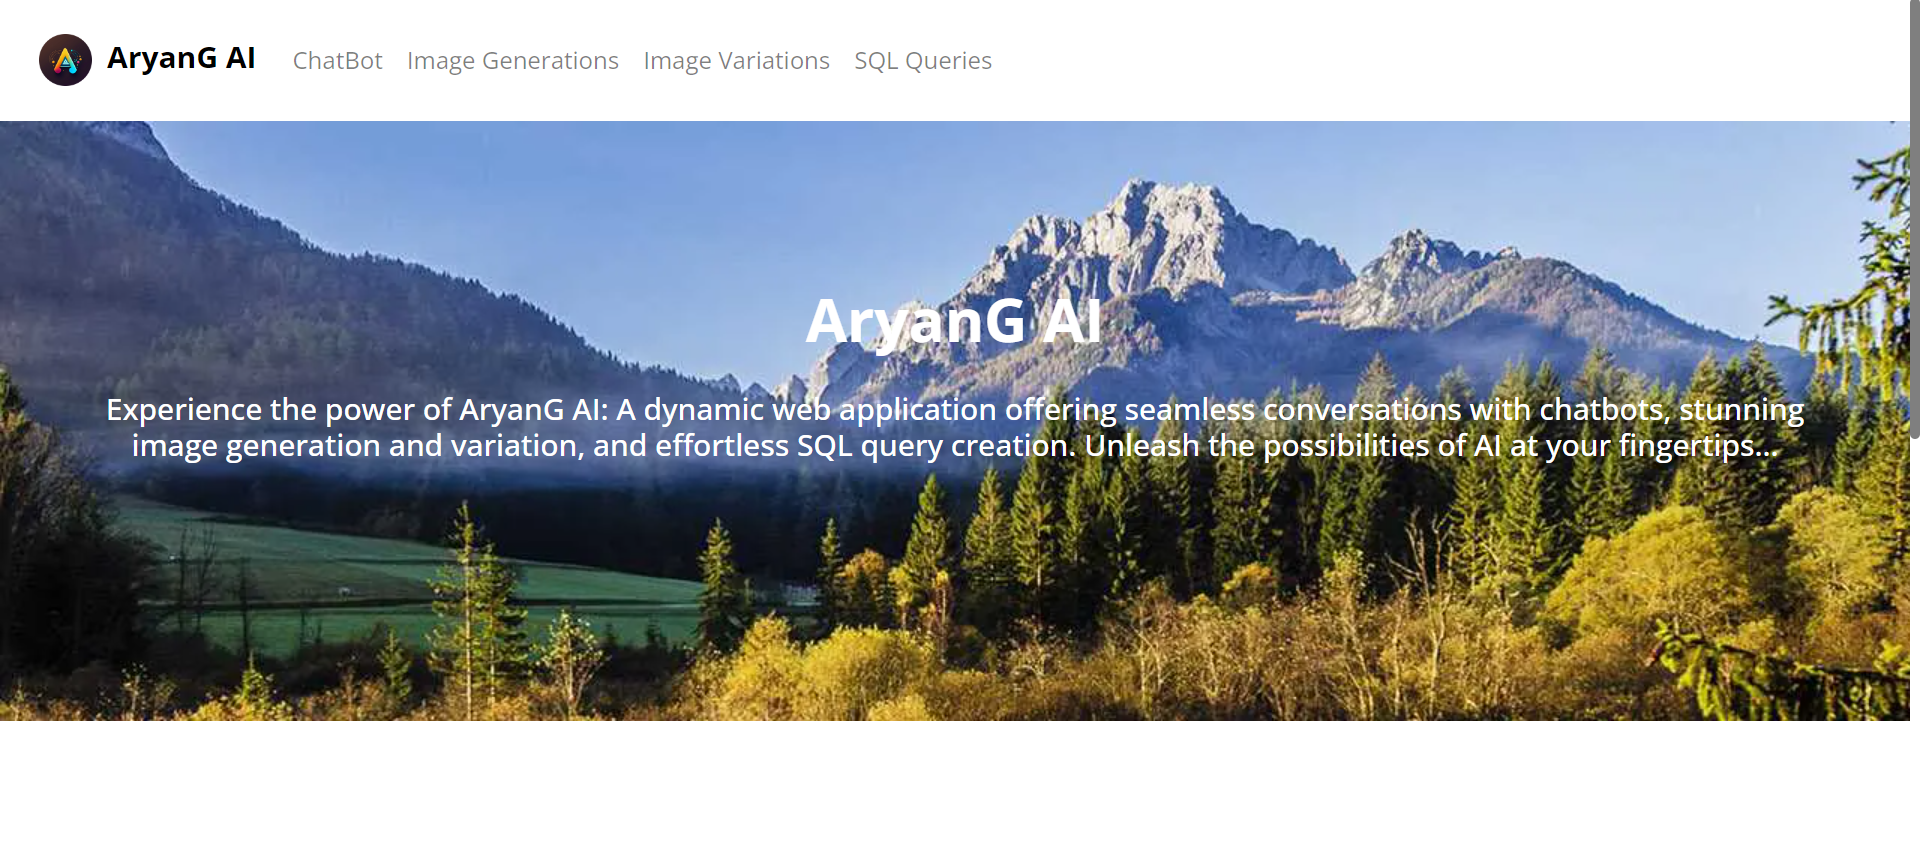 AryanG AI ChatBot Image Generations Image Variations SQL Queries
AryanG AI
Experience the power of AryanG AI: A dynamic web application offering seamless conversations with chatbots, stunning
image generation and variation, and effortless SQL query creation. Unleash the possibilities of AI at your fingertips...